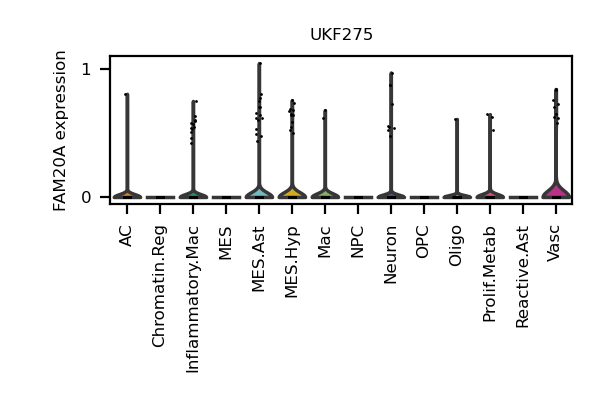 UKF275
FAM20A expression
1
0
AC
Chromatin.Reg
Inflammatory.Mac
MES
MES.Ast
MES.Hyp
Mac
NPC
Neuron
OPC
Oligo
Prolif.Metab
Reactive.Ast
Vasc